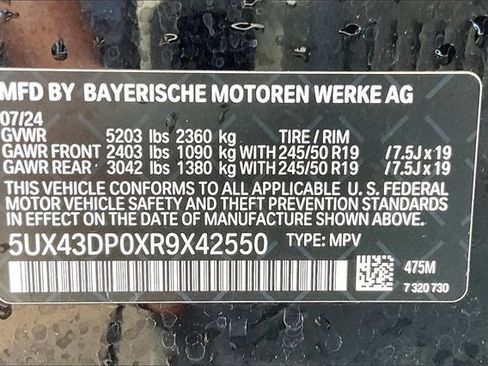 MFD BY BAYERISCHE MOTOREN WERKE AG
07/24
GVWR 5203 lbs 2360 kg TIRE / RIM
GAWR FRONT 2403 lbs 1090 kg WITH 245/50 R19 /7.5J x 19
GAWR REAR 3042 lbs 1380 kg WITH 245/50 R19 /7.5J x 19
THIS VEHICLE CONFORMS TO ALL APPLICABLE U. S. FEDERAL
MOTOR VEHICLE SAFETY AND THEFT PREVENTION
STANDARDS IN EFFECT ON THE DATE OF MANUFACTURE SHOWN ABOVE.
5UX43DP0XR9X42550 TYPE: MPV
475M
7 320 730